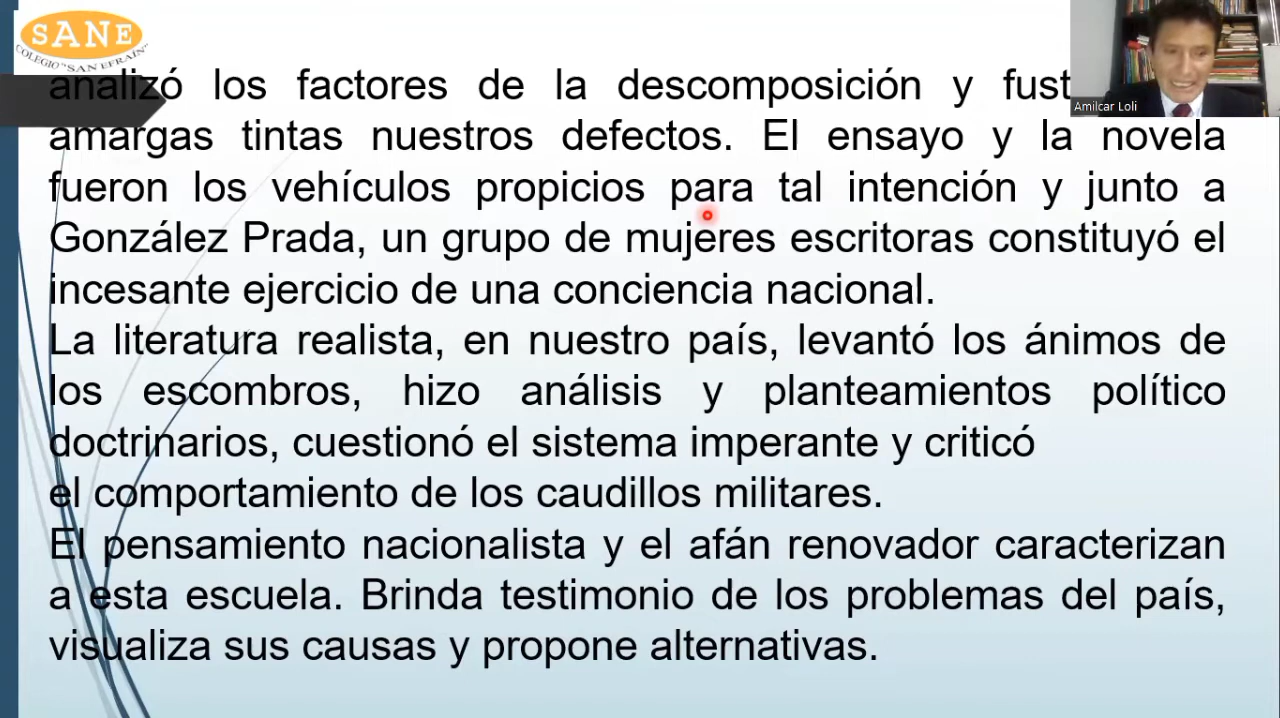 SANE
COLEGIO "SAN EFRAÍN"
Amilcar Loli
analizó los factores de la descomposición y
amargas tintas nuestros defectos. El ensayo y la novela
fueron los vehículos propicios para tal intención y junto a
González Prada, un grupo de mujeres escritoras constituyó el
incesante ejercicio de una conciencia nacional.
La literatura realista, en nuestro país, levantó los ánimos de
los escombros, hizo análisis y planteamientos político
doctrinarios, cuestionó el sistema imperante y criticó
el comportamiento de los caudillos militares.
El pensamiento nacionalista y el afán renovador caracterizan
a esta escuela. Brinda testimonio de los problemas del país,
visualiza sus causas y propone alternativas.